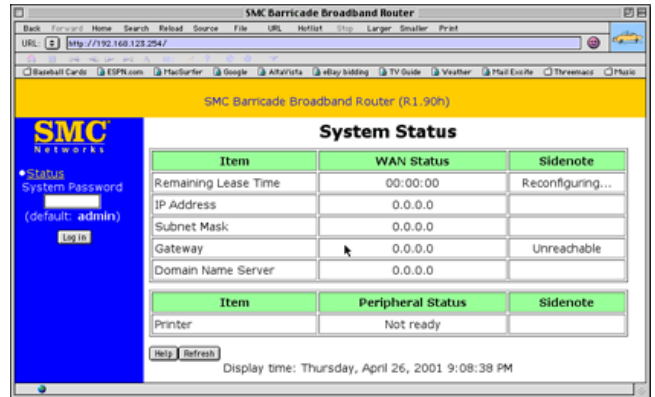 SMC Barricade Broadband Router
Back Forward Home Search Reload Source File URL Hotlist Stop Larger Smaller Print
URL: http://192.168.123.254/
Baseball Cards ESPN.com MacSurfer Google AltaVista eBay bidding TV Guide Weather Mail Excite Threemacs Music
SMC Barricade Broadband Router (R1.90h)
SMC
Networks
Status
System Password
(default: admin)
Log in
System Status
Item WAN Status Sidenote
Remaining Lease Time 00:00:00 Reconfiguring...
IP Address 0.0.0.0
Subnet Mask 0.0.0.0
Gateway 0.0.0.0 Unreachable
Domain Name Server 0.0.0.0
Item Peripheral Status Sidenote
Printer Not ready
Help Refresh
Display time: Thursday, April 26, 2001 9:08:38 PM